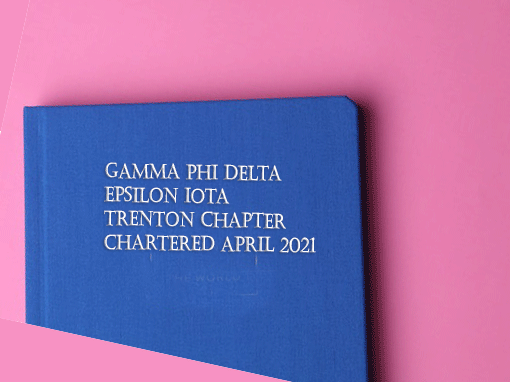 GAMMA PHI DELTA
EPSILON IOTA
TRENTON CHAPTER
CHARTERED APRIL 2021